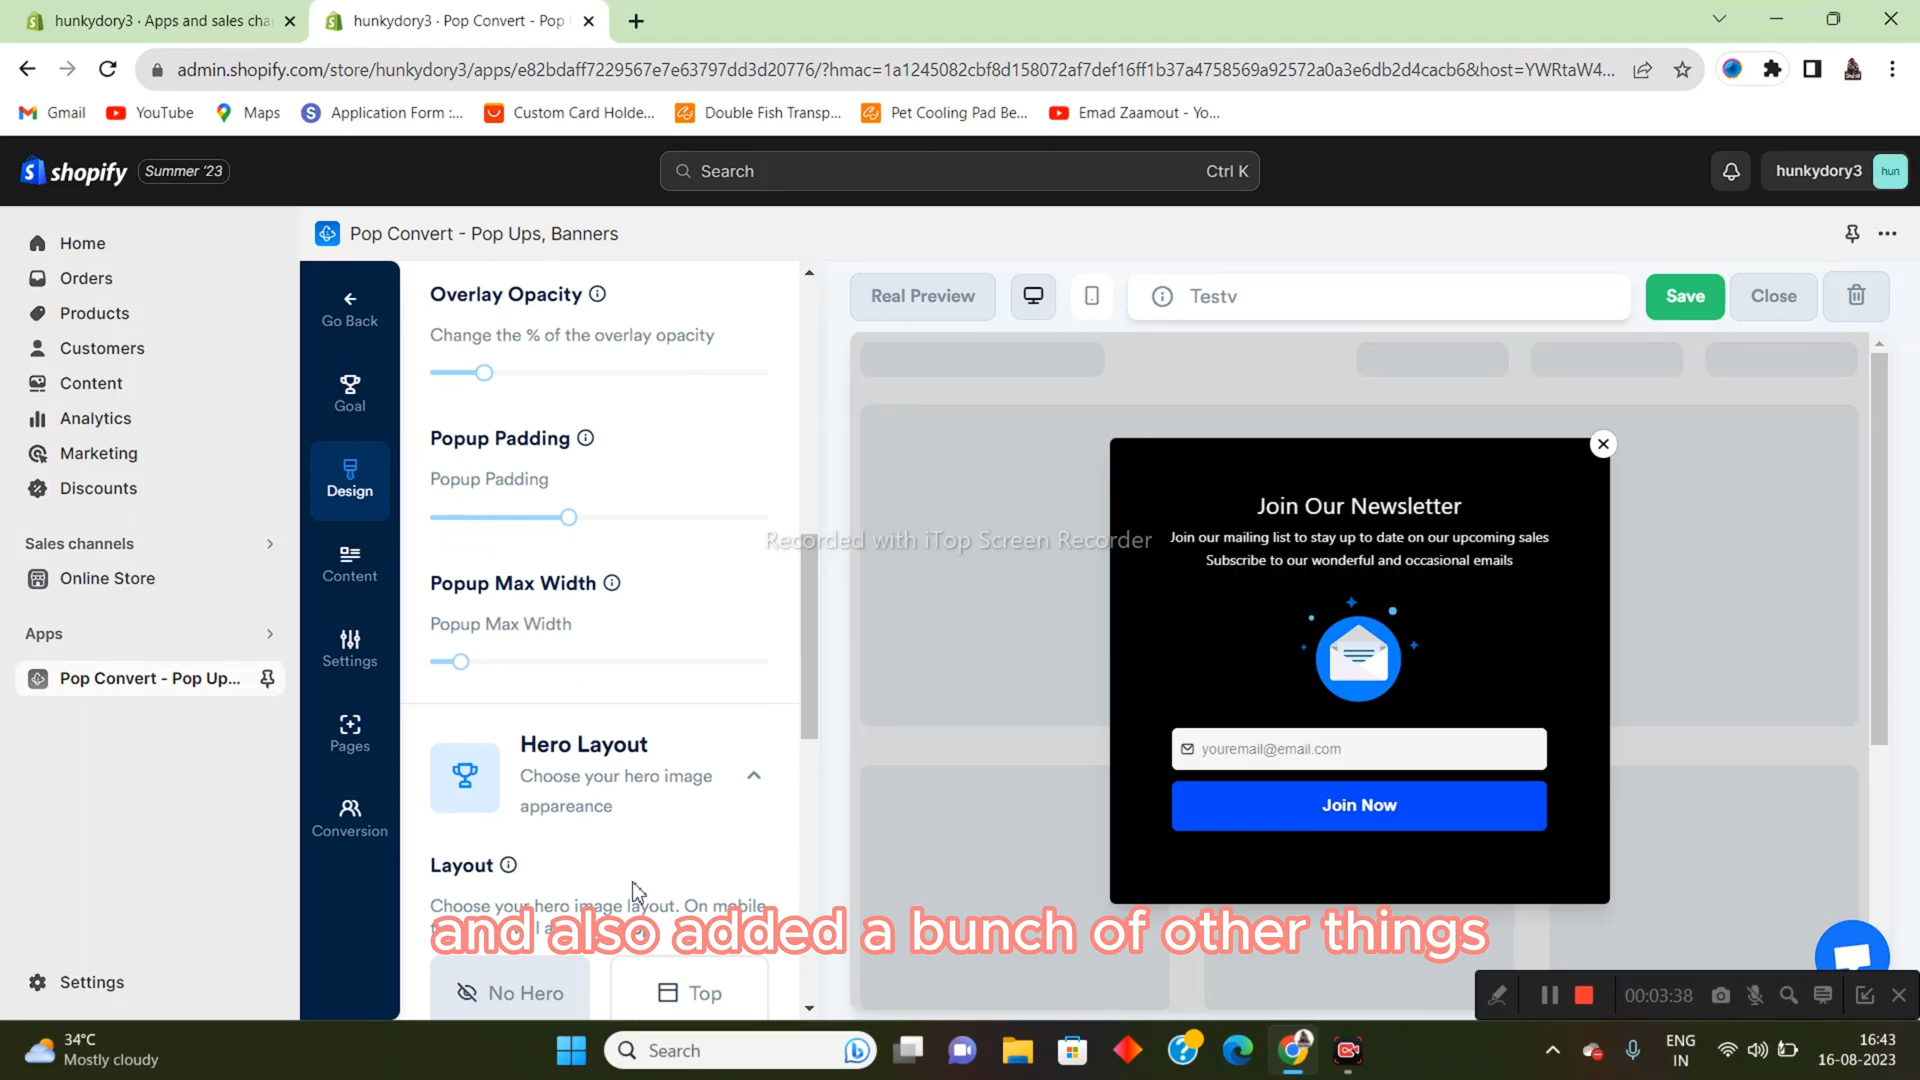 hunkydory3 · Apps and sales cha
hunkydory3 · Pop Convert - Pop
admin.shopify.com/store/hunkydory3/apps/e82bdaff7229567e7e63797dd3d20776/?hmac=1a1245082cbf8d158072af7def16ff1b37a4758569a92572a0a3e6db2d4cacb6&host=YWRtaW4...
Gmail
YouTube
Maps
Application Form :...
Custom Card Holde...
Double Fish Transp...
Pet Cooling Pad Be...
Emad Zaamout - Yo...
shopify
Summer '23
Search
Ctrl K
hunkydory3
hun
Home
Orders
Products
Customers
Content
Analytics
Marketing
Discounts
Sales channels
Online Store
Apps
Pop Convert - Pop Up...
Settings
Pop Convert - Pop Ups, Banners
Go Back
Goal
Design
Content
Settings
Pages
Conversion
Overlay Opacity
Change the % of the overlay opacity
Popup Padding
Popup Padding
Popup Max Width
Popup Max Width
Hero Layout
Choose your hero image
appareance
Layout
Choose your hero image layout. On mobile
No Hero
Top
Real Preview
Testv
Save
Close
Join Our Newsletter
Join our mailing list to stay up to date on our upcoming sales
Subscribe to our wonderful and occasional emails
youremail@email.com
Join Now
Recorded with iTop Screen Recorder
and also added a bunch of other things
00:03:38
34°C
Mostly cloudy
Search
ENG
IN
16:43
16-08-2023